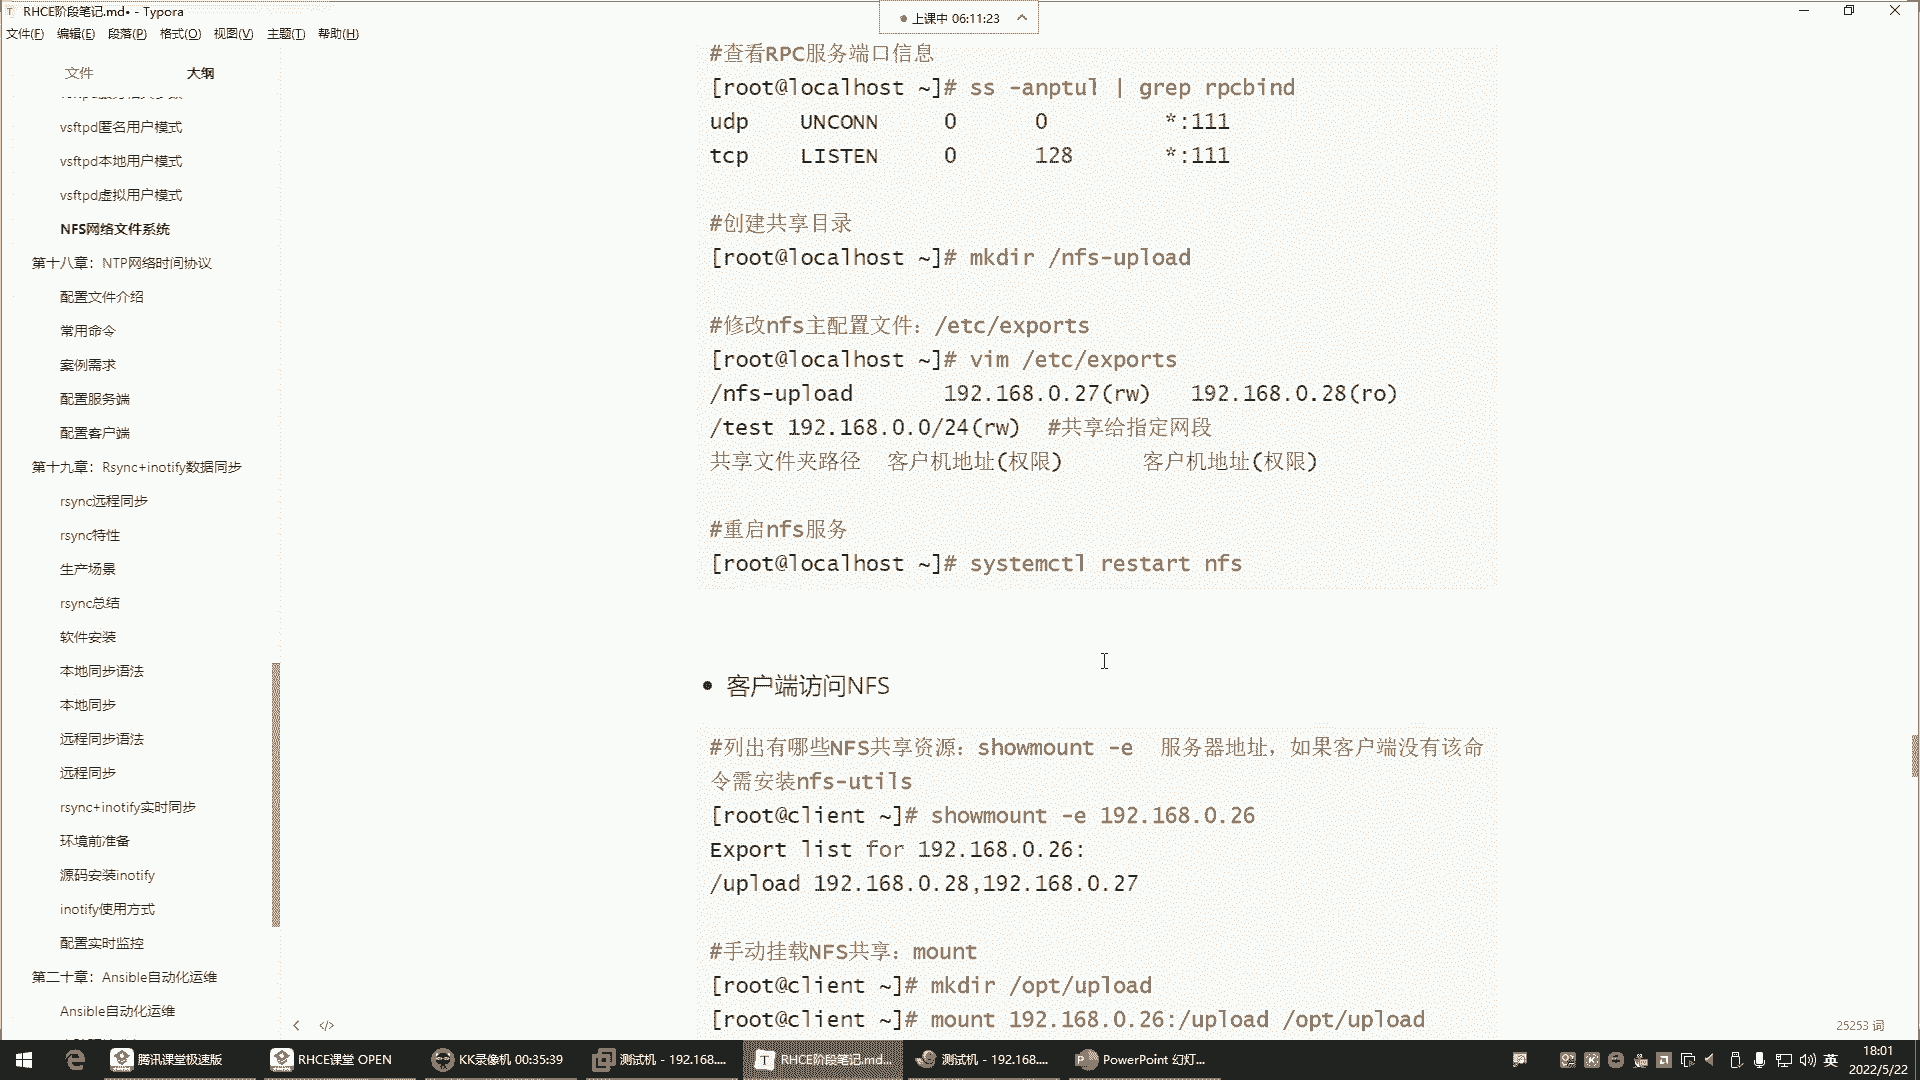 RHCE阶段笔记.md• - Typora
上课中 06:11:23
文件(F) 编辑(E) 段落(P) 格式(O) 视图(V) 主题(T) 帮助(H)
文件 大纲
vsftpd匿名用户模式
vsftpd本地用户模式
vsftpd虚拟用户模式
NFS网络文件系统
第十八章：NTP网络时间协议
配置文件介绍
常用命令
案例需求
配置服务端
配置客户端
第十九章：Rsync+inotify数据同步
rsync远程同步
rsync特性
生产场景
rsync总结
软件安装
本地同步语法
本地同步
远程同步语法
远程同步
rsync+inotify实时同步
环境前准备
源码安装inotify
inotify使用方式
配置实时监控
第二十章：Ansible自动化运维
Ansible自动化运维
#查看RPC服务端口信息
[root@localhost ~]# ss -anptul | grep rpcbind
udp UNCONN 0 0 *:111
tcp LISTEN 0 128 *:111
#创建共享目录
[root@localhost ~]# mkdir /nfs-upload
#修改nfs主配置文件：/etc/exports
[root@localhost ~]# vim /etc/exports
/nfs-upload 192.168.0.27(rw) 192.168.0.28(ro)
/test 192.168.0.0/24(rw) #共享给指定网段
共享文件夹路径 客户机地址(权限) 客户机地址(权限)
#重启nfs服务
[root@localhost ~]# systemctl restart nfs
• 客户端访问NFS
#列出有哪些NFS共享资源：showmount -e 服务器地址，如果客户端没有该命
令需安装nfs-utils
[root@client ~]# showmount -e 192.168.0.26
Export list for 192.168.0.26:
/upload 192.168.0.28,192.168.0.27
#手动挂载NFS共享：mount
[root@client ~]# mkdir /opt/upload
[root@client ~]# mount 192.168.0.26:/upload /opt/upload
25253 词
腾讯课堂极速版
RHCE课堂 OPEN
KK录像机 00:35:39
测试机 - 192.168....
RHCE阶段笔记.md...
测试机 - 192.168....
PowerPoint 幻灯...
英
18:01
2022/5/22